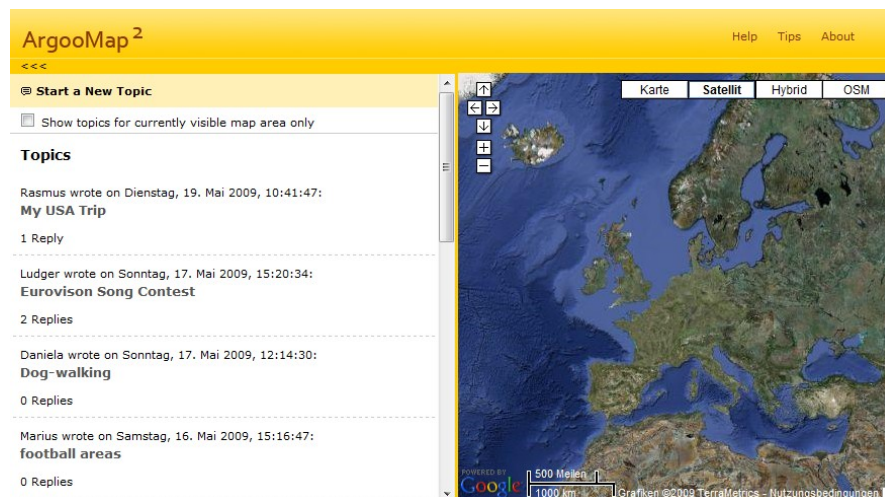 ArgooMap 2
Help Tips About
<<<
Start a New Topic
Show topics for currently visible map area only
Topics
Rasmus wrote on Dienstag, 19. Mai 2009, 10:41:47:
My USA Trip
1 Reply
Ludger wrote on Sonntag, 17. Mai 2009, 15:20:34:
Eurovison Song Contest
2 Replies
Daniela wrote on Sonntag, 17. Mai 2009, 12:14:30:
Dog-walking
0 Replies
Marius wrote on Samstag, 16. Mai 2009, 15:16:47:
football areas
0 Replies
Karte Satellit Hybrid OSM
POWERED BY
Google
500 Meilen
1000 km
Grafiken ©2009 TerraMetrics - Nutzungsbedingungen